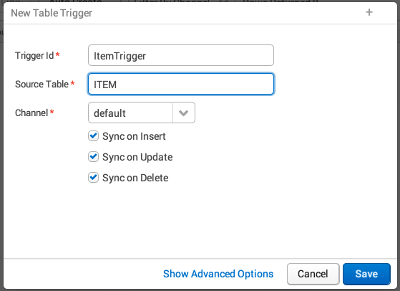 New Table Trigger +
Trigger Id * ItemTrigger
Source Table * ITEM
Channel * default
Sync on Insert
Sync on Update
Sync on Delete
Show Advanced Options Cancel Save